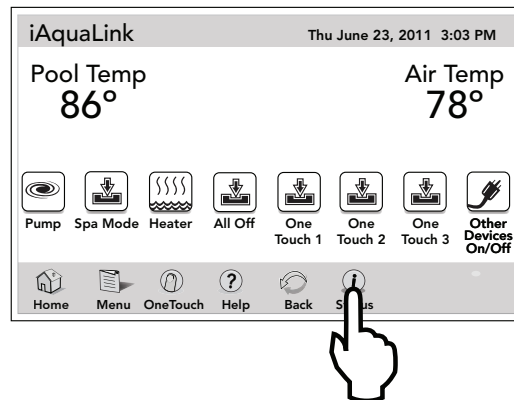 iAquaLink Thu June 23, 2011 3:03 PM
Pool Temp Air Temp
86° 78°
Pump Spa Mode Heater All Off One Touch 1 One Touch 2 One Touch 3 Other Devices On/Off
Home Menu OneTouch Help Back